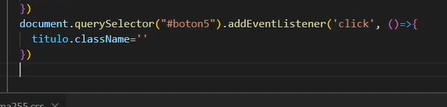 })
document.querySelector("#boton5").addEventListener('click', ()=>{
titulo.className=''
})